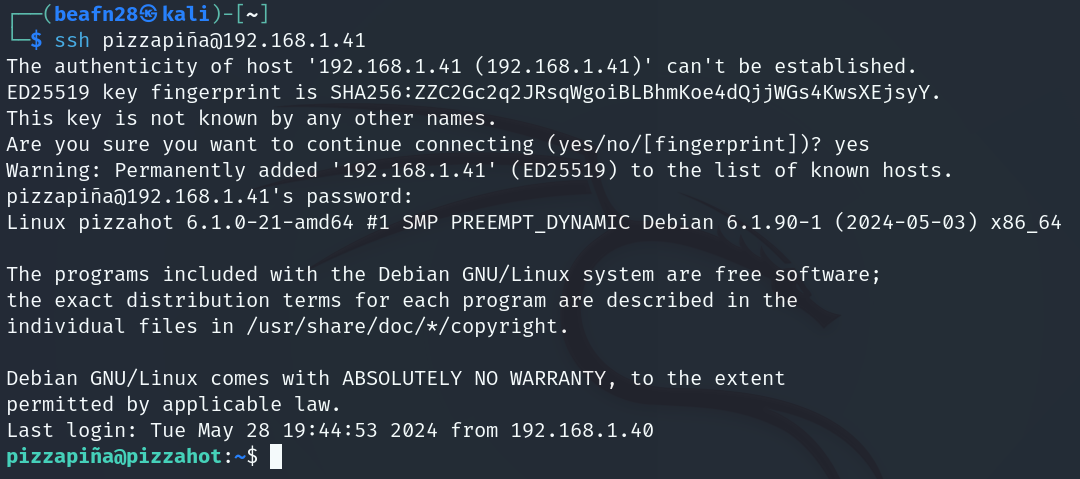 ┌──(beafn28㉿kali)-[~]
└─$ ssh pizzapiña@192.168.1.41
The authenticity of host '192.168.1.41 (192.168.1.41)' can't be established.
ED25519 key fingerprint is SHA256:ZZC2Gc2q2JRsqWgoiBLBhmKoe4dQjjWGs4KwsXEjsyY.
This key is not known by any other names.
Are you sure you want to continue connecting (yes/no/[fingerprint])? yes
Warning: Permanently added '192.168.1.41' (ED25519) to the list of known hosts.
pizzapiña@192.168.1.41's password:
Linux pizzahot 6.1.0-21-amd64 #1 SMP PREEMPT_DYNAMIC Debian 6.1.90-1 (2024-05-03) x86_64
The programs included with the Debian GNU/Linux system are free software;
the exact distribution terms for each program are described in the
individual files in /usr/share/doc/*/copyright.
Debian GNU/Linux comes with ABSOLUTELY NO WARRANTY, to the extent
permitted by applicable law.
Last login: Tue May 28 19:44:53 2024 from 192.168.1.40
pizzapiña@pizzahot:~$